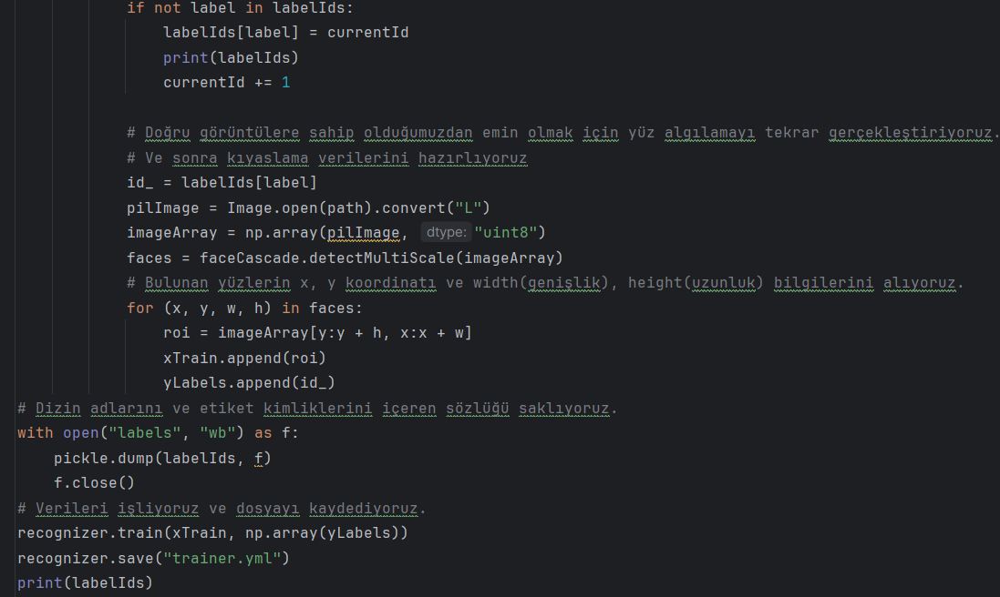 if not label in labelIds:
labelIds[label] = currentId
print(labelIds)
currentId += 1
# Doğru görüntülere sahip olduğumuzdan emin olmak için yüz algılamayı tekrar gerçekleştiriyoruz.
# Ve sonra kıyaslama verilerini hazırlıyoruz
id_ = labelIds[label]
pilImage = Image.open(path).convert("L")
imageArray = np.array(pilImage, dtype: "uint8")
faces = faceCascade.detectMultiScale(imageArray)
# Bulunan yüzlerin x, y koordinatı ve width(genişlik), height(uzunluk) bilgilerini alıyoruz.
for (x, y, w, h) in faces:
roi = imageArray[y:y + h, x:x + w]
xTrain.append(roi)
yLabels.append(id_)
# Dizin adlarını ve etiket kimliklerini içeren sözlüğü saklıyoruz.
with open("labels", "wb") as f:
pickle.dump(labelIds, f)
f.close()
# Verileri işliyoruz ve dosyayı kaydediyoruz.
recognizer.train(xTrain, np.array(yLabels))
recognizer.save("trainer.yml")
print(labelIds)